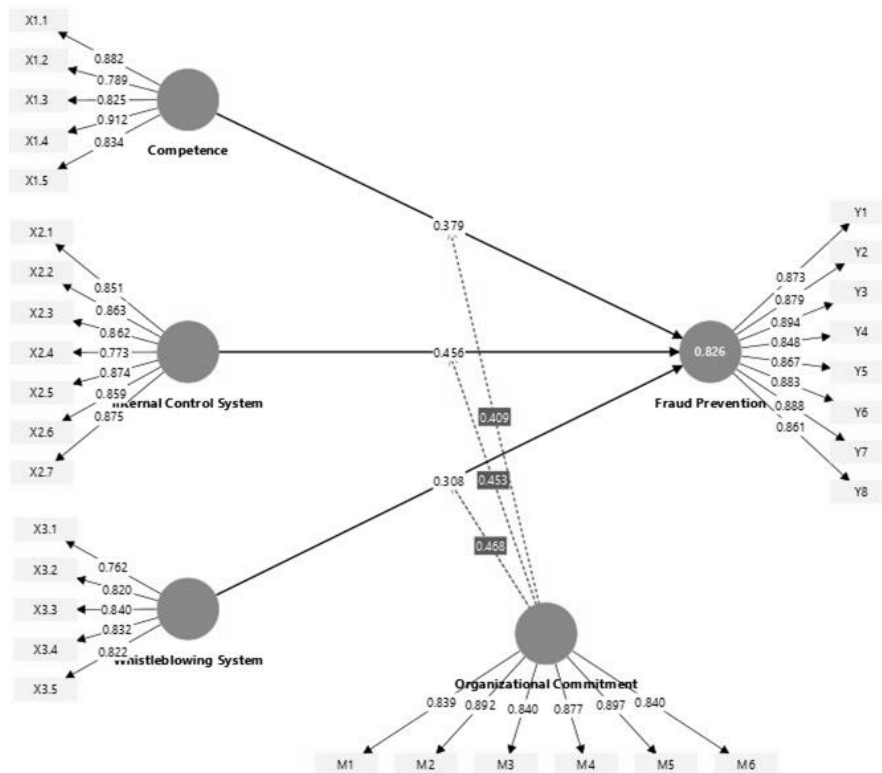 X1.1
X1.2
X1.3
X1.4
X1.5
0.882
0.789
0.825
0.912
0.834
Competence
X2.1
X2.2
X2.3
X2.4
X2.5
X2.6
X2.7
0.851
0.863
0.862
0.773
0.874
0.859
0.875
Internal Control System
X3.1
X3.2
X3.3
X3.4
X3.5
0.762
0.820
0.840
0.832
0.822
Whistleblowing System
0.379
0.456
0.308
0.409
0.453
0.468
0.826
Fraud Prevention
0.873
0.879
0.894
0.848
0.867
0.883
0.888
0.861
Y1
Y2
Y3
Y4
Y5
Y6
Y7
Y8
Organizational Commitment
0.839
0.892
0.840
0.877
0.897
0.840
M1
M2
M3
M4
M5
M6